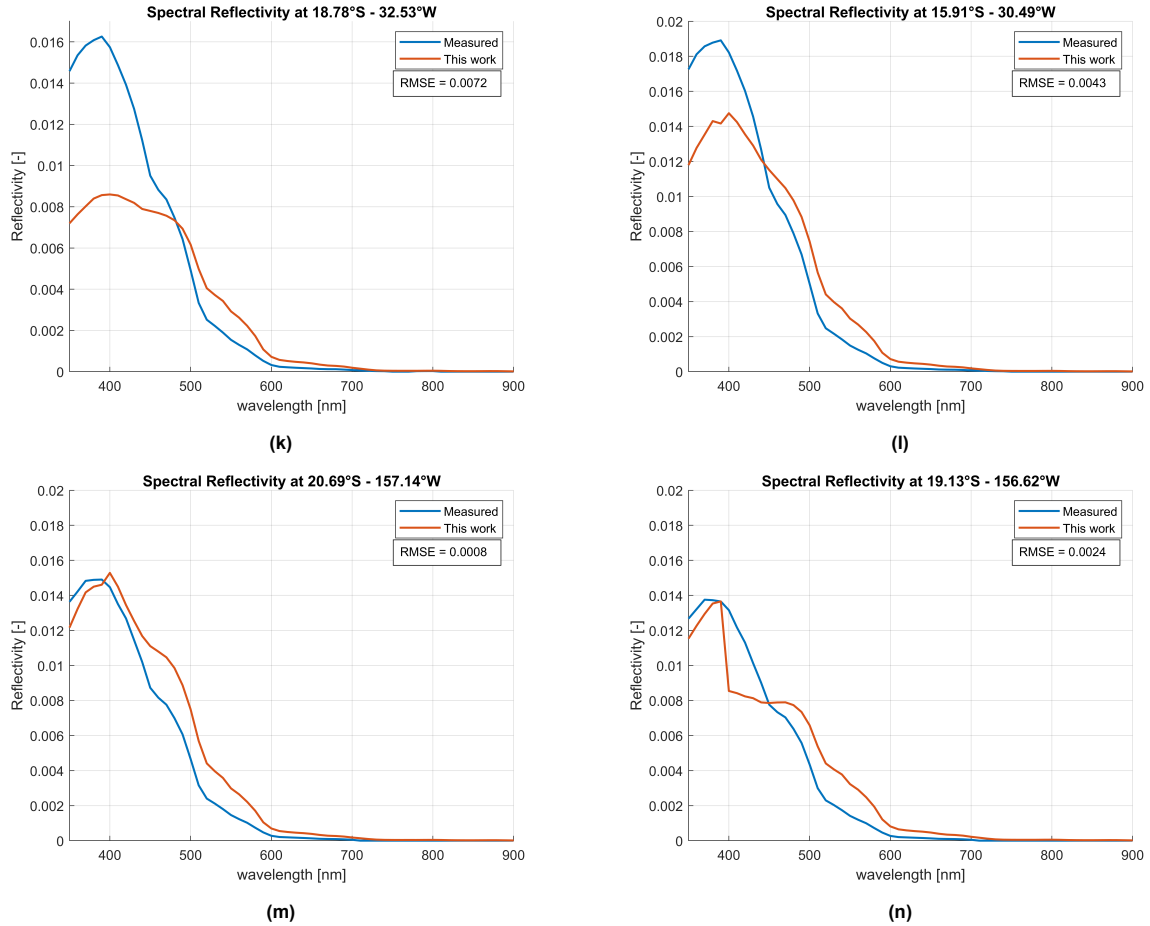 Spectral Reflectivity at 18.78°S - 32.53°W
Measured
This work
RMSE = 0.0072
Reflectivity [-]
0.016
0.014
0.012
0.01
0.008
0.006
0.004
0.002
0
400 500 600 700 800 900
wavelength [nm]
(k)
Spectral Reflectivity at 15.91°S - 30.49°W
Measured
This work
RMSE = 0.0043
Reflectivity [-]
0.02
0.018
0.016
0.014
0.012
0.01
0.008
0.006
0.004
0.002
0
400 500 600 700 800 900
wavelength [nm]
(l)
Spectral Reflectivity at 20.69°S - 157.14°W
Measured
This work
RMSE = 0.0008
Reflectivity [-]
0.02
0.018
0.016
0.014
0.012
0.01
0.008
0.006
0.004
0.002
0
400 500 600 700 800 900
wavelength [nm]
(m)
Spectral Reflectivity at 19.13°S - 156.62°W
Measured
This work
RMSE = 0.0024
Reflectivity [-]
0.02
0.018
0.016
0.014
0.012
0.01
0.008
0.006
0.004
0.002
0
400 500 600 700 800 900
wavelength [nm]
(n)